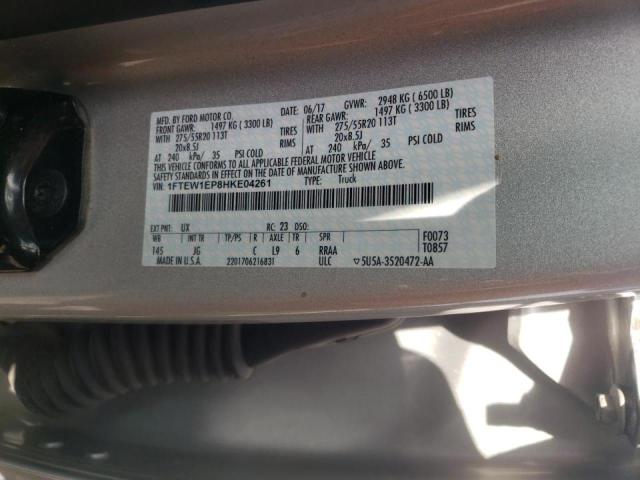 MFD. BY FORD MOTOR CO. DATE: 06/17 GVWR: 2948 KG ( 6500 LB)
FRONT GAWR: 1497 KG ( 3300 LB) REAR GAWR: 1497 KG ( 3300 LB)
WITH 275/55R20 113T TIRES WITH 275/55R20 113T TIRES
20x8.5J RIMS 20x8.5J RIMS
AT 240 kPa/ 35 PSI COLD AT 240 kPa/ 35 PSI COLD
THIS VEHICLE CONFORMS TO ALL APPLICABLE FEDERAL MOTOR VEHICLE
SAFETY STANDARDS IN EFFECT ON THE DATE OF MANUFACTURE SHOWN ABOVE.
VIN: 1FTEW1EP8HKE04261 TYPE: Truck
EXT PNT: UX RC: 23 DSO: F0073
WB INT TR TP/PS R AXLE TR SPR T0857
145 JG C L9 6 RRAA
MADE IN U.S.A. 2201706216831 ULC ▽5U5A-3520472-AA